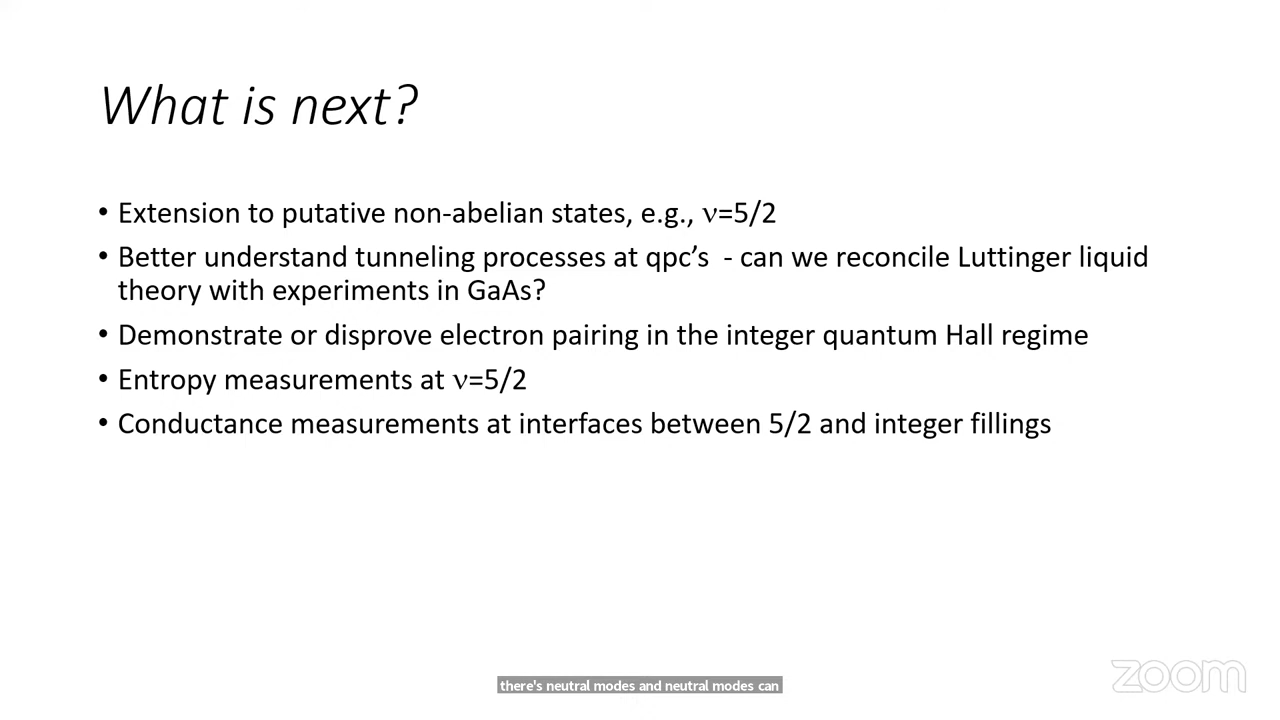 What is next?
• Extension to putative non-abelian states, e.g., ν=5/2
• Better understand tunneling processes at qpc’s - can we reconcile Luttinger liquid
theory with experiments in GaAs?
• Demonstrate or disprove electron pairing in the integer quantum Hall regime
• Entropy measurements at ν=5/2
• Conductance measurements at interfaces between 5/2 and integer fillings
there's neutral modes and neutral modes can
zoom